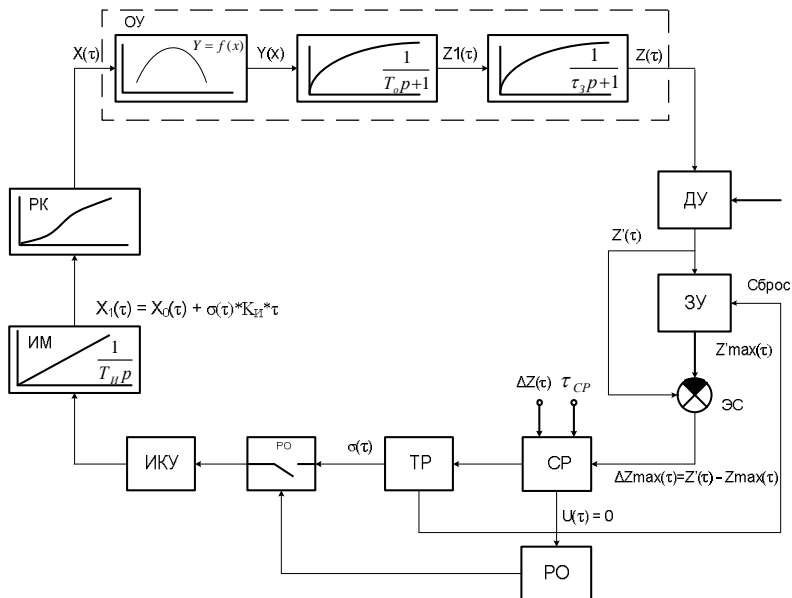 ОУ
X(τ)
Y = f(x)
Y(x)
1
T₀p+1
Z1(τ)
1
τ₃p+1
Z(τ)
РК
ДУ
Z'(τ)
Сброс
ЗУ
X₁(τ) = X₀(τ) + σ(τ)*K_И*τ
ИМ
1
T_И p
Z'max(τ)
ΔZ(τ)
τ_СР
ЭС
РО
σ(τ)
ИКУ
ТР
СР
ΔZmax(τ)=Z'(τ) – Zmax(τ)
U(τ) = 0
РО